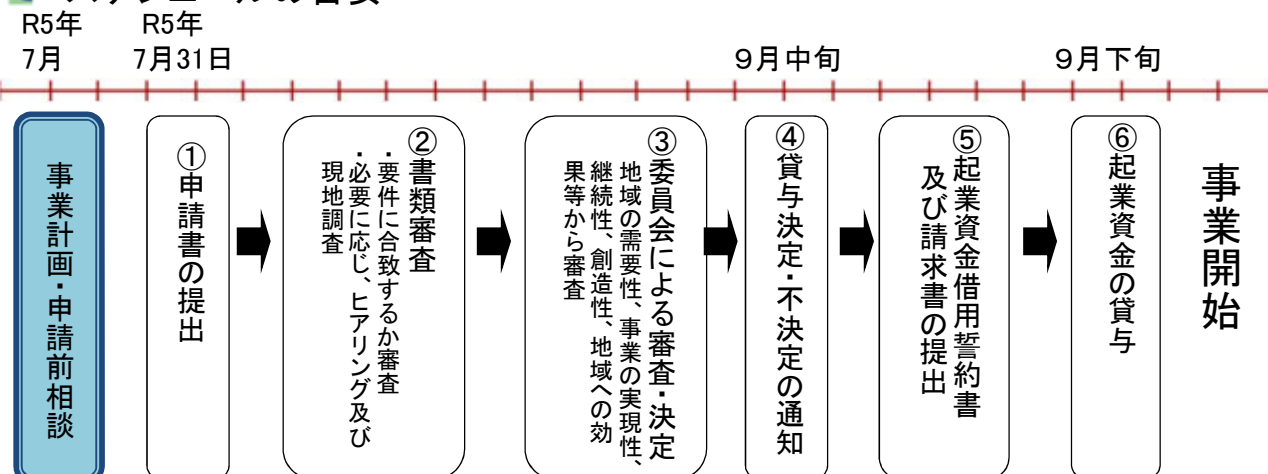 R5年
7月
R5年
7月31日
９月中旬
９月下旬
事業計画・申請前相談
①申請書の提出
②書類審査
・要件に合致するか審査
・必要に応じ、ヒアリング及び
現地調査
③委員会による審査・決定
地域の需要性、事業の実現性、
継続性、創造性、地域への効
果等から審査
④貸与決定・不決定の通知
⑤起業資金借用誓約書
及び請求書の提出
⑥起業資金の貸与
事業開始